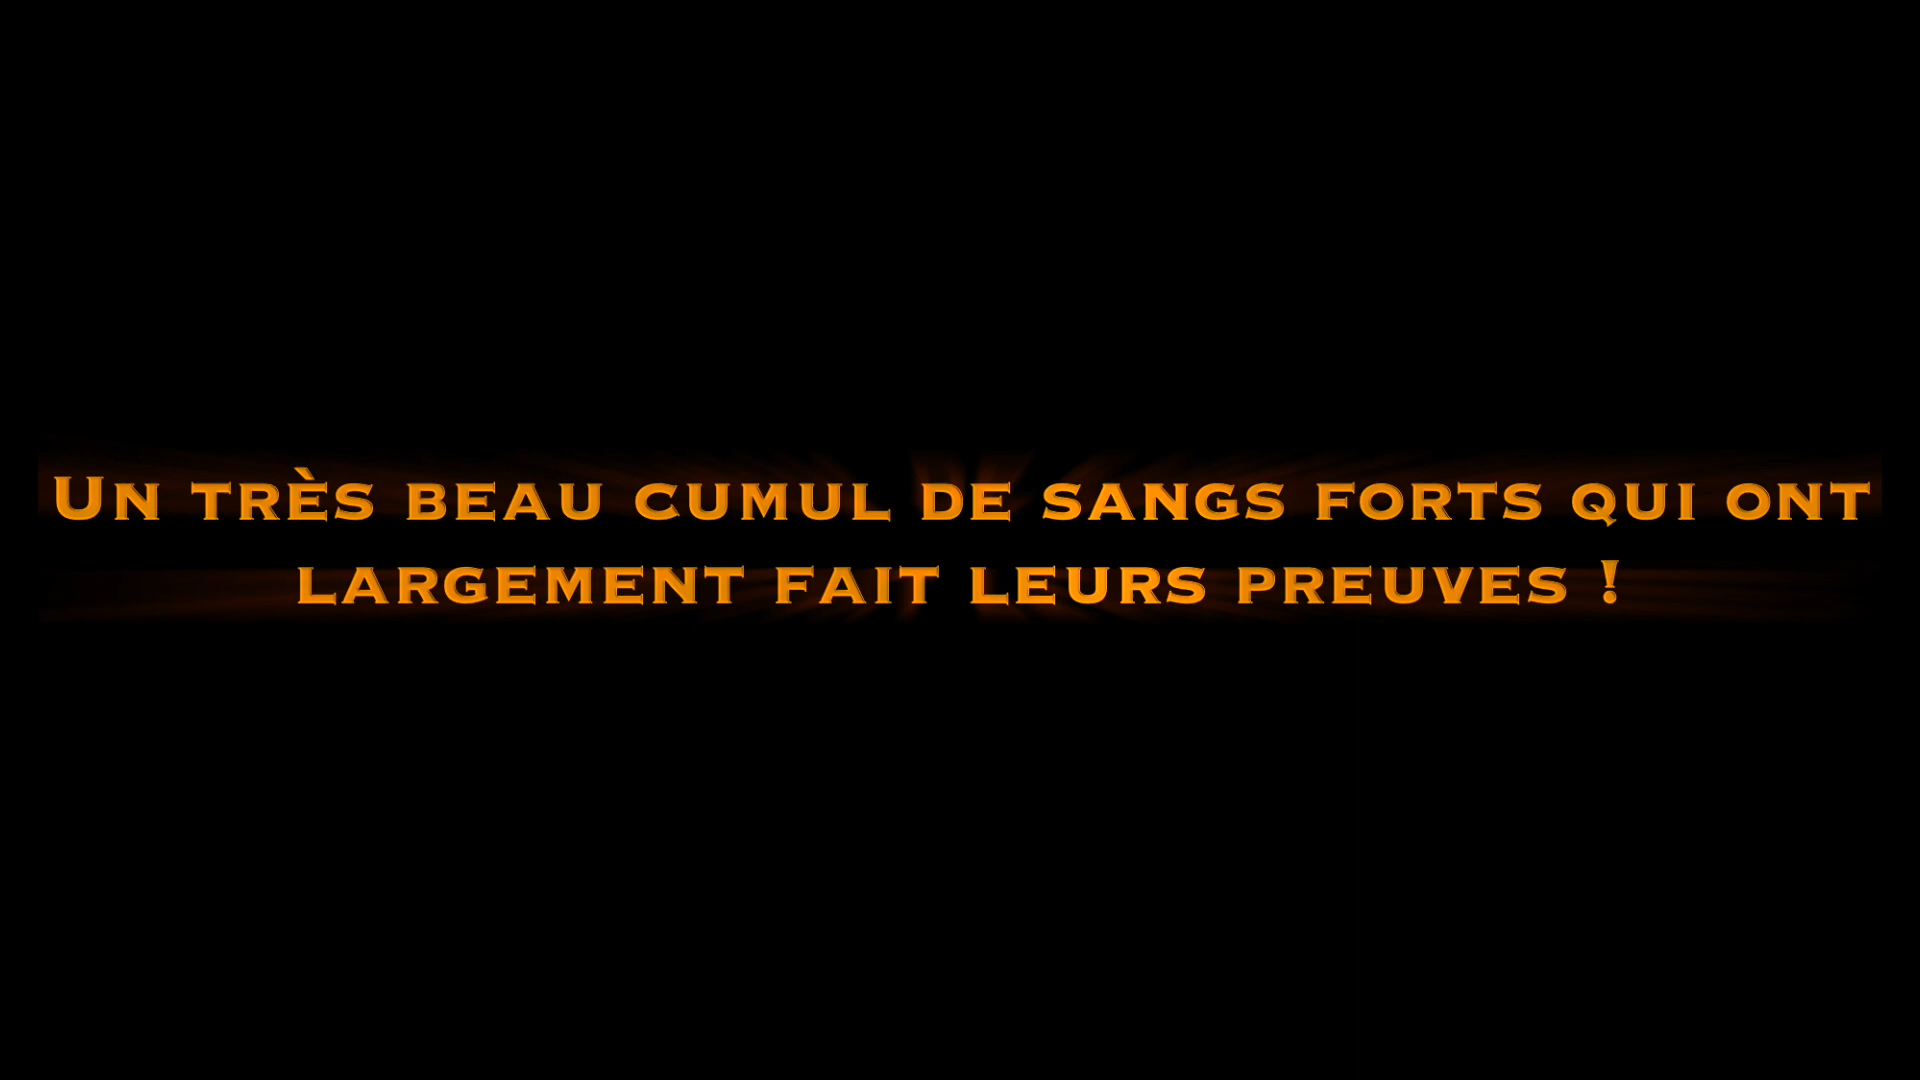 Un très beau cumul de sangs forts qui ont
largement fait leurs preuves !